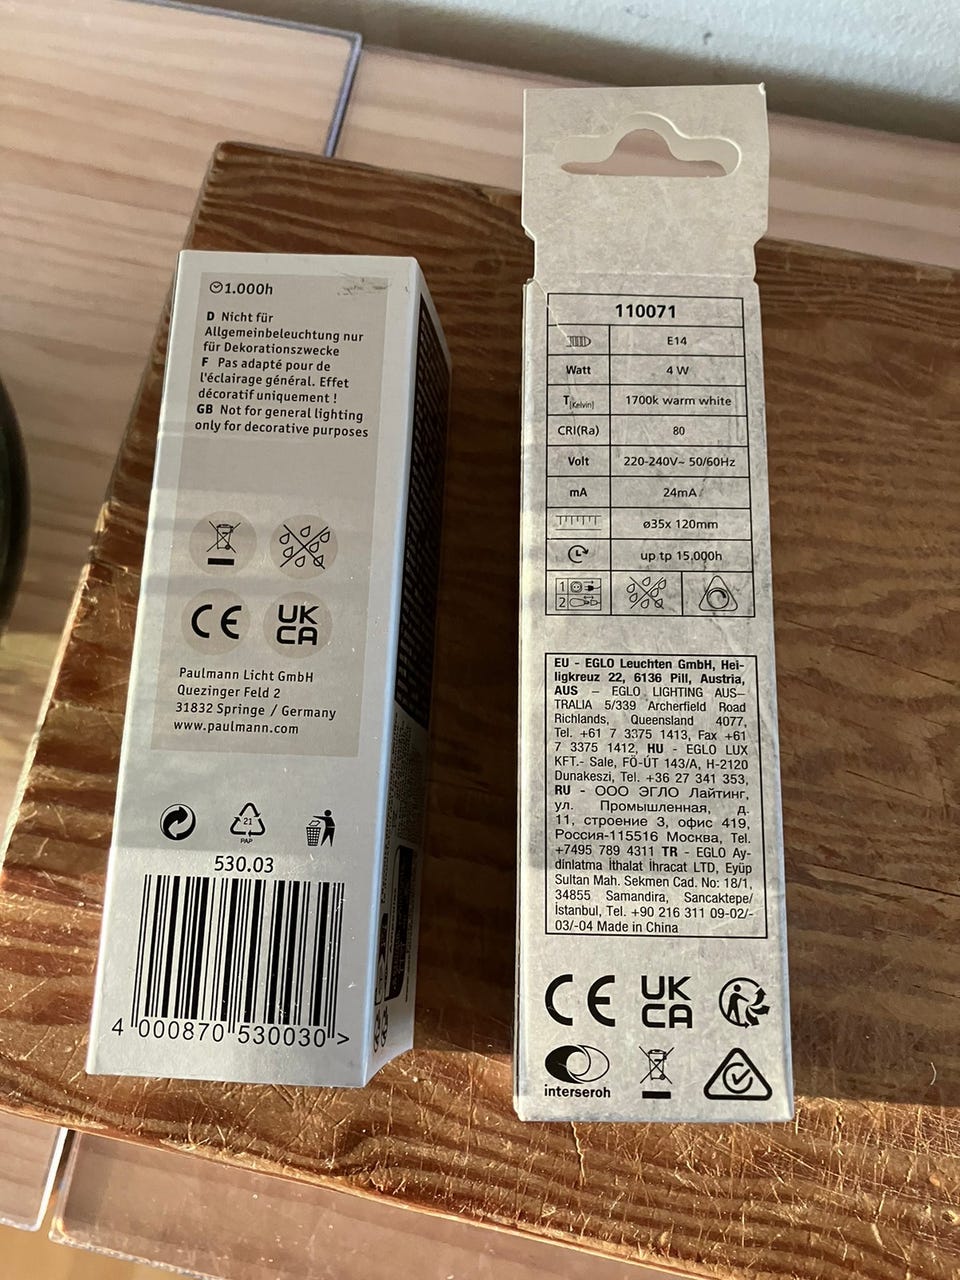 1.000h
D Nicht für
Allgemeinbeleuchtung nur
für Dekorationszwecke
F Pas adapté pour de
l'éclairage général. Effet
décoratif uniquement !
GB Not for general lighting
only for decorative purposes
CE
UK
CA
Paulmann Licht GmbH
Quezinger Feld 2
31832 Springe / Germany
www.paulmann.com
21
PAP
530.03
4 000870 530030 >
110071
E14
Watt 4 W
T(Kelvin) 1700k warm white
CRI(Ra) 80
Volt 220-240V~ 50/60Hz
mA 24mA
ø35x 120mm
up tp 15,000h
1
2
EU - EGLO Leuchten GmbH, Hei-
ligkreuz 22, 6136 Pill, Austria,
AUS – EGLO LIGHTING AUS-
TRALIA 5/339 Archerfield Road
Richlands, Queensland 4077,
Tel. +61 7 3375 1413, Fax +61
7 3375 1412, HU - EGLO LUX
KFT.- Sale, FÖ-ÚT 143/A, H-2120
Dunakeszi, Tel. +36 27 341 353,
RU - ООО ЭГЛО Лайтинг,
ул. Промышленная, д.
11, строение 3, офис 419,
Россия-115516 Москва, Tel.
+7495 789 4311 TR - EGLO Ay-
dinlatma İthalat İhracat LTD, Eyüp
Sultan Mah. Sekmen Cad. No: 18/1,
34855 Samandira, Sancaktepe/
İstanbul, Tel. +90 216 311 09-02/-
03/-04 Made in China
CE
UK
CA
interseroh